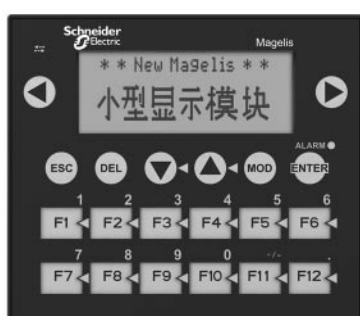 Schneider
Electric
Magelis
* * New Magelis * *
小型显示模块
ALARM
ESC DEL MOD ENTER
1 2 3 4 5 6
F1 F2 F3 F4 F5 F6
7 8 9 0 ./- .
F7 F8 F9 F10 F11 F12